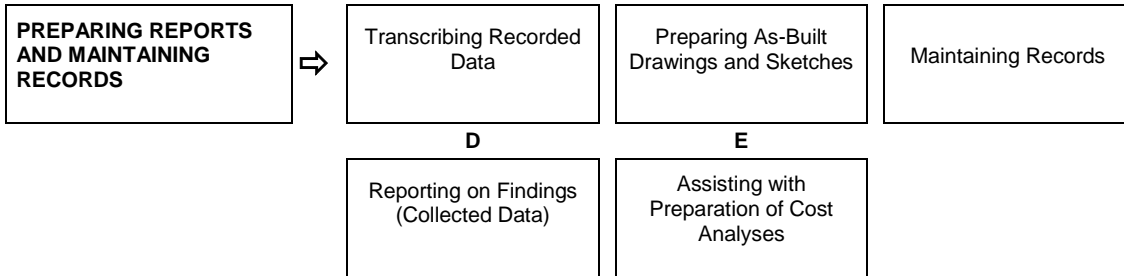 PREPARING REPORTS
AND MAINTAINING
RECORDS
Transcribing Recorded
Data
Preparing As-Built
Drawings and Sketches
Maintaining Records
D
E
Reporting on Findings
(Collected Data)
Assisting with
Preparation of Cost
Analyses